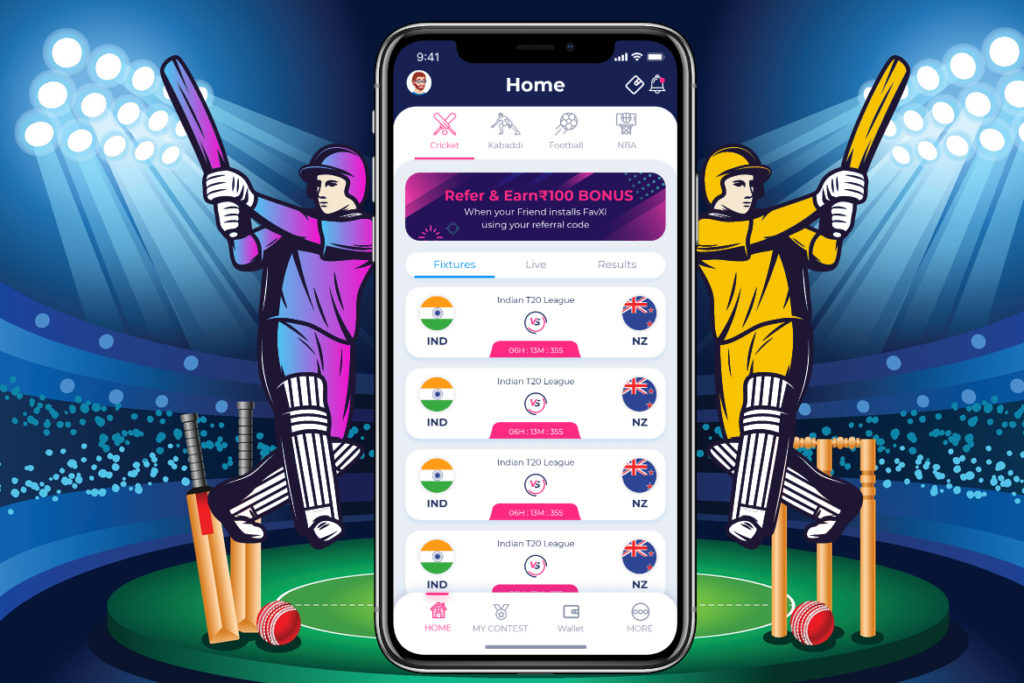 9:41
Home
Cricket
Kabaddi
Football
NBA
Refer & Earn₹100 BONUS
When your Friend installs FavXI
using your referral code
Fixtures
Live
Results
Indian T20 League
VS
IND
NZ
06H : 13M : 35S
Indian T20 League
VS
IND
NZ
06H : 13M : 35S
Indian T20 League
VS
IND
NZ
06H : 13M : 35S
Indian T20 League
VS
IND
NZ
HOME
MY CONTEST
Wallet
MORE